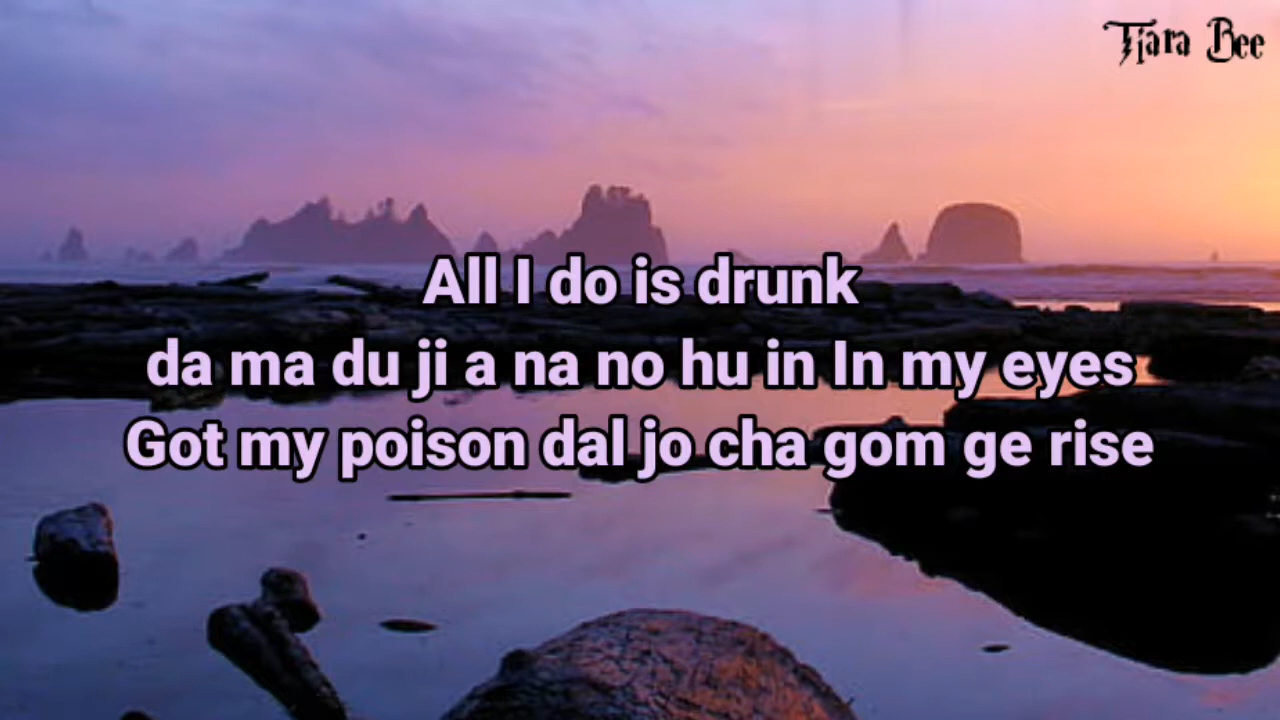 Tjara Bee
All I do is drunk
da ma du ji a na no hu in In my eyes
Got my poison dal jo cha gom ge rise